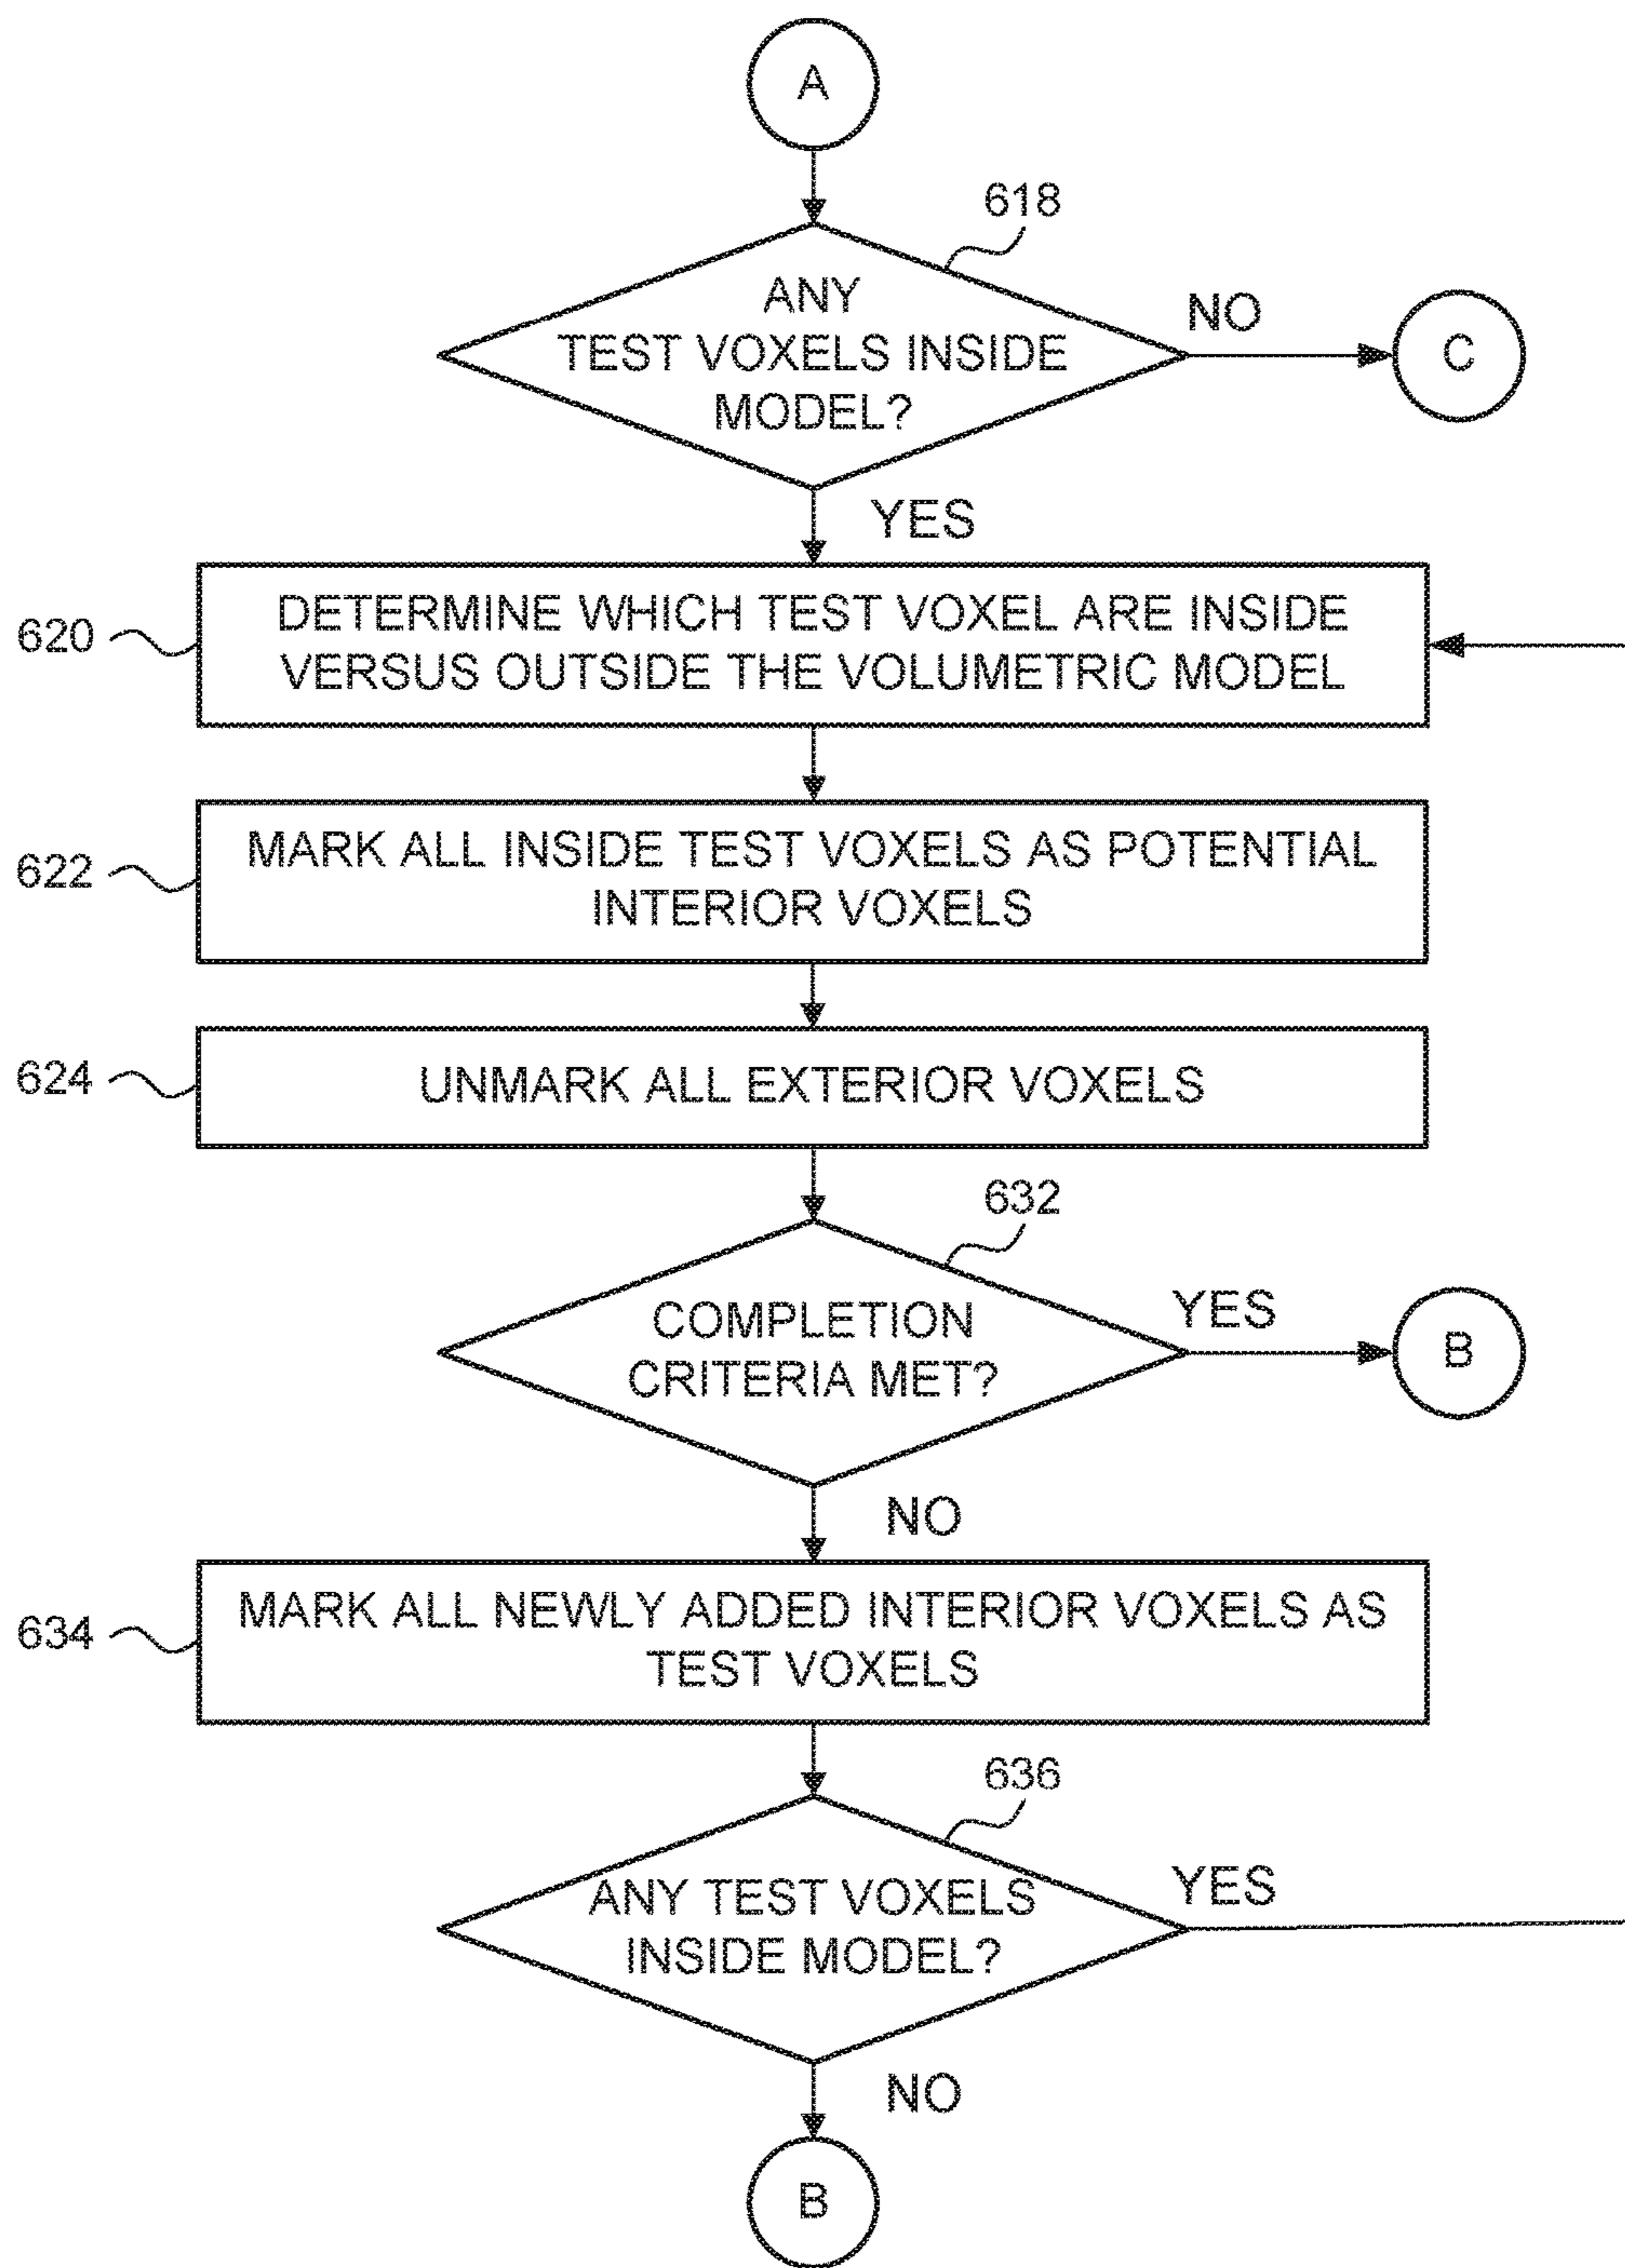 A
618
ANY
TEST VOXELS INSIDE
MODEL?
NO
C
YES
620
DETERMINE WHICH TEST VOXEL ARE INSIDE
VERSUS OUTSIDE THE VOLUMETRIC MODEL
622
MARK ALL INSIDE TEST VOXELS AS POTENTIAL
INTERIOR VOXELS
624
UNMARK ALL EXTERIOR VOXELS
632
COMPLETION
CRITERIA MET?
YES
B
NO
634
MARK ALL NEWLY ADDED INTERIOR VOXELS AS
TEST VOXELS
636
ANY TEST VOXELS
INSIDE MODEL?
YES
NO
B